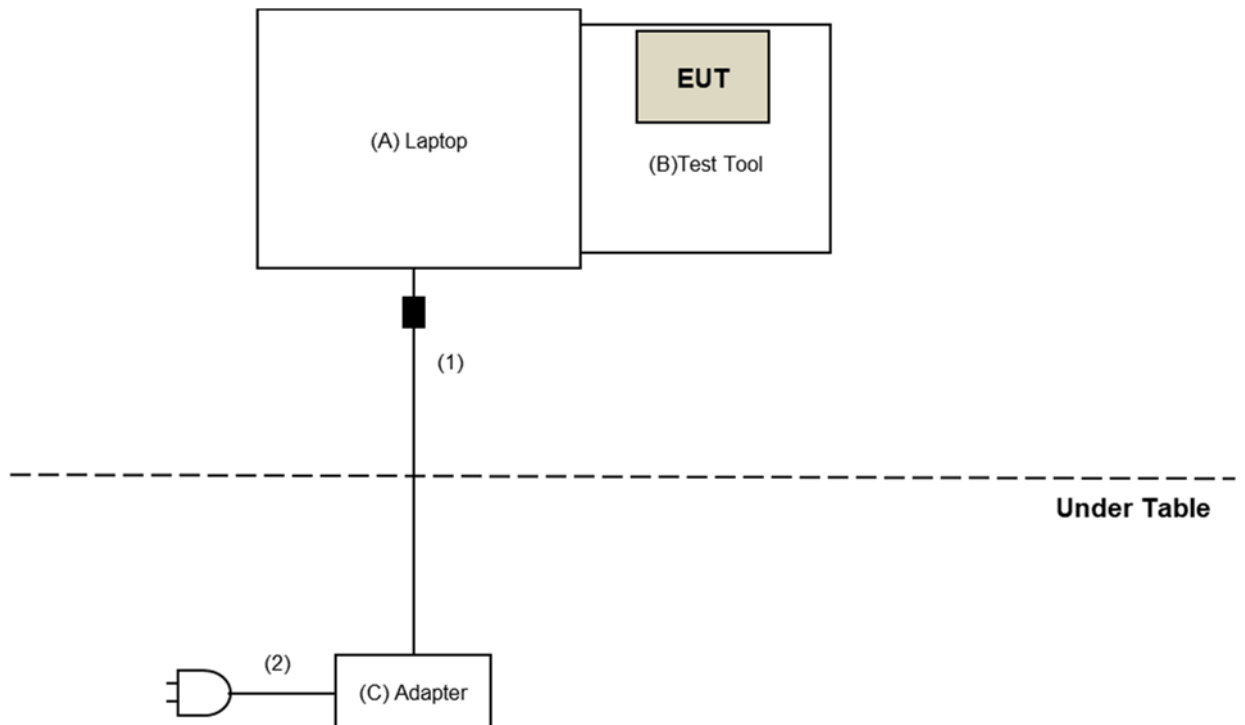 EUT
(A) Laptop
(B)Test Tool
(1)
Under Table
(2)
(C) Adapter